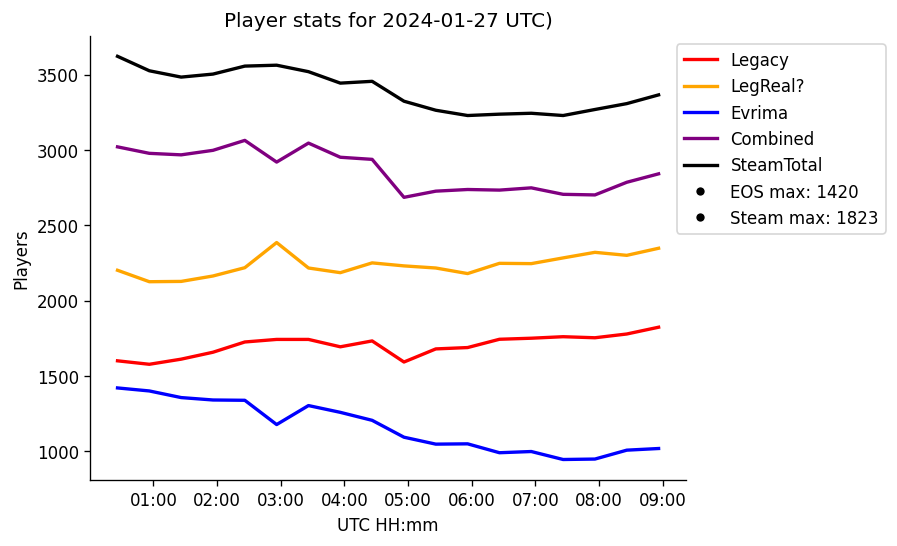 Player stats for 2024-01-27 UTC)
Legacy
LegReal?
Evrima
Combined
SteamTotal
EOS max: 1420
Steam max: 1823
Players
3500
3000
2500
2000
1500
1000
01:00 02:00 03:00 04:00 05:00 06:00 07:00 08:00 09:00
UTC HH:mm